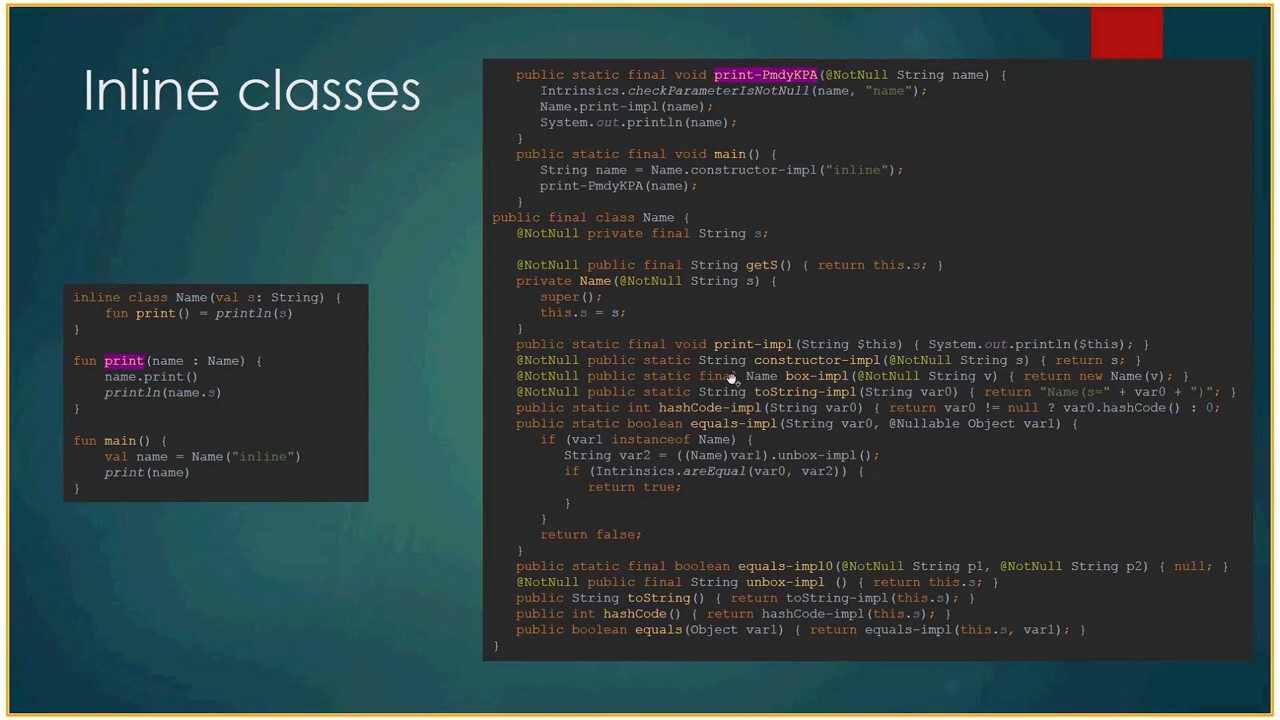 Inline classes
inline class Name(val s: String) {
fun print() = println(s)
}
fun print(name : Name) {
name.print()
println(name.s)
}
fun main() {
val name = Name("inline")
print(name)
}
public static final void print-PmdyKPA(@NotNull String name) {
Intrinsics.checkParameterIsNotNull(name, "name");
Name.print-impl(name);
System.out.println(name);
}
public static final void main() {
String name = Name.constructor-impl("inline");
print-PmdyKPA(name);
}
public final class Name {
@NotNull private final String s;
@NotNull public final String getS() { return this.s; }
private Name(@NotNull String s) {
super();
this.s = s;
}
public static final void print-impl(String $this) { System.out.println($this); }
@NotNull public static String constructor-impl(@NotNull String s) { return s; }
@NotNull public static final Name box-impl(@NotNull String v) { return new Name(v); }
@NotNull public static String toString-impl(String var0) { return "Name(s=" + var0 + ")"; }
public static int hashCode-impl(String var0) { return var0 != null ? var0.hashCode() : 0;
public static boolean equals-impl(String var0, @Nullable Object var1) {
if (var1 instanceof Name) {
String var2 = ((Name)var1).unbox-impl();
if (Intrinsics.areEqual(var0, var2)) {
return true;
}
}
return false;
}
public static final boolean equals-impl0(@NotNull String p1, @NotNull String p2) { null; }
@NotNull public final String unbox-impl () { return this.s; }
public String toString() { return toString-impl(this.s); }
public int hashCode() { return hashCode-impl(this.s); }
public boolean equals(Object var1) { return equals-impl(this.s, var1); }
}